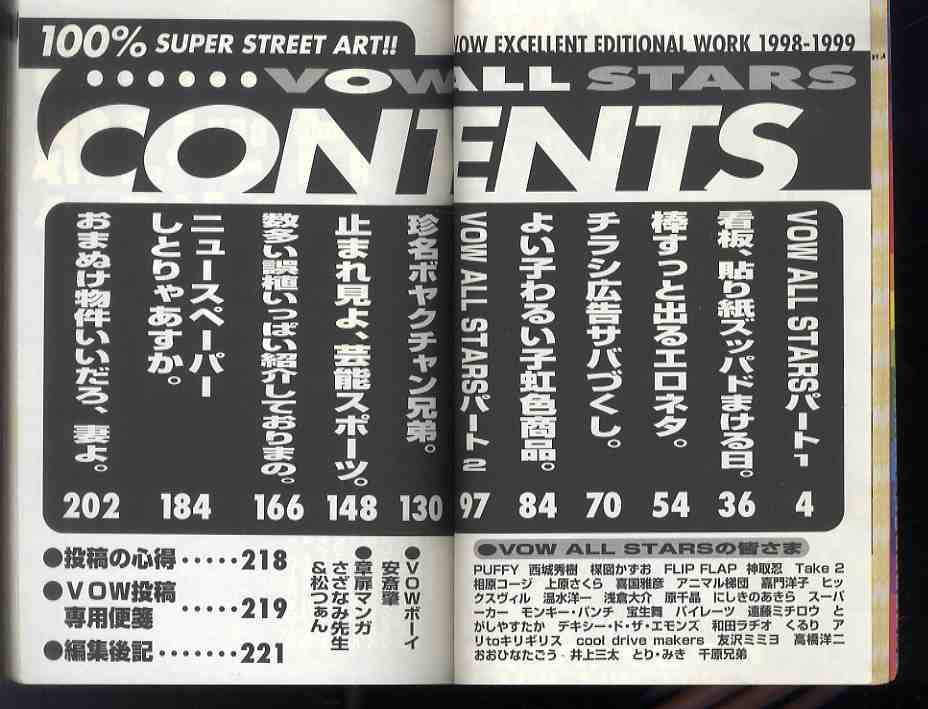 100% SUPER STREET ART!!
VOW EXCELLENT EDITIONAL WORK 1998-1999
••••••VOW ALL STARS
CONTENTS
VOW ALL STARSパート1
4
看板、貼り紙ズッパドまける日。
36
棒すっと出るエロネタ。
54
チラシ広告サバづくし。
70
よい子わるい子虹色商品。
84
VOW ALL STARSパート2
97
珍名ボヤクチャン兄弟。
130
止まれ見よ、芸能スポーツ。
148
数多い誤植いっぱい紹介しておりまの。
166
ニュースペーパー
しとりゃあすか。
184
おまぬけ物件いいだろ、妻よ。
202
●VOW ALL STARSの皆さま
PUFFY 西城秀樹 楳図かずお FLIP FLAP 神取忍 Take 2
相原コージ 上原さくら 喜国雅彦 アニマル梯団 嘉門洋子 ヒッ
クスヴィル 温水洋一 浅倉大介 原千晶 にしきのあきら スーパ
ーカー モンキー・パンチ 宝生舞 パイレーツ 遠藤ミチロウ と
がしやすたか デキシー・ド・ザ・エモンズ 和田ラヂオ くるり ア
リtoキリギリス cool drive makers 友沢ミミヨ 高橋洋二
おおひなたごう 井上三太 とり・みき 千原兄弟
●VOWボーイ
安斎肇
●章扉マンガ
さざなみ先生
&松つぁん
●投稿の心得·····218
●VOW投稿
専用便箋·····219
●編集後記·······221